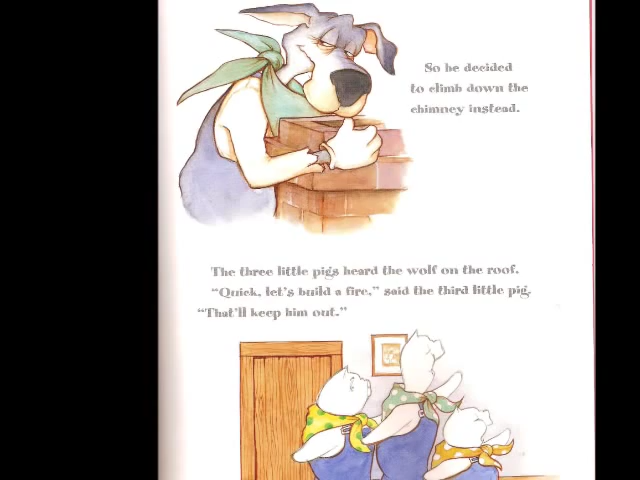 So he decided
to climb down the
chimney instead.
The three little pigs heard the wolf on the roof.
"Quick, let's build a fire," said the third little pig.
"That'll keep him out."